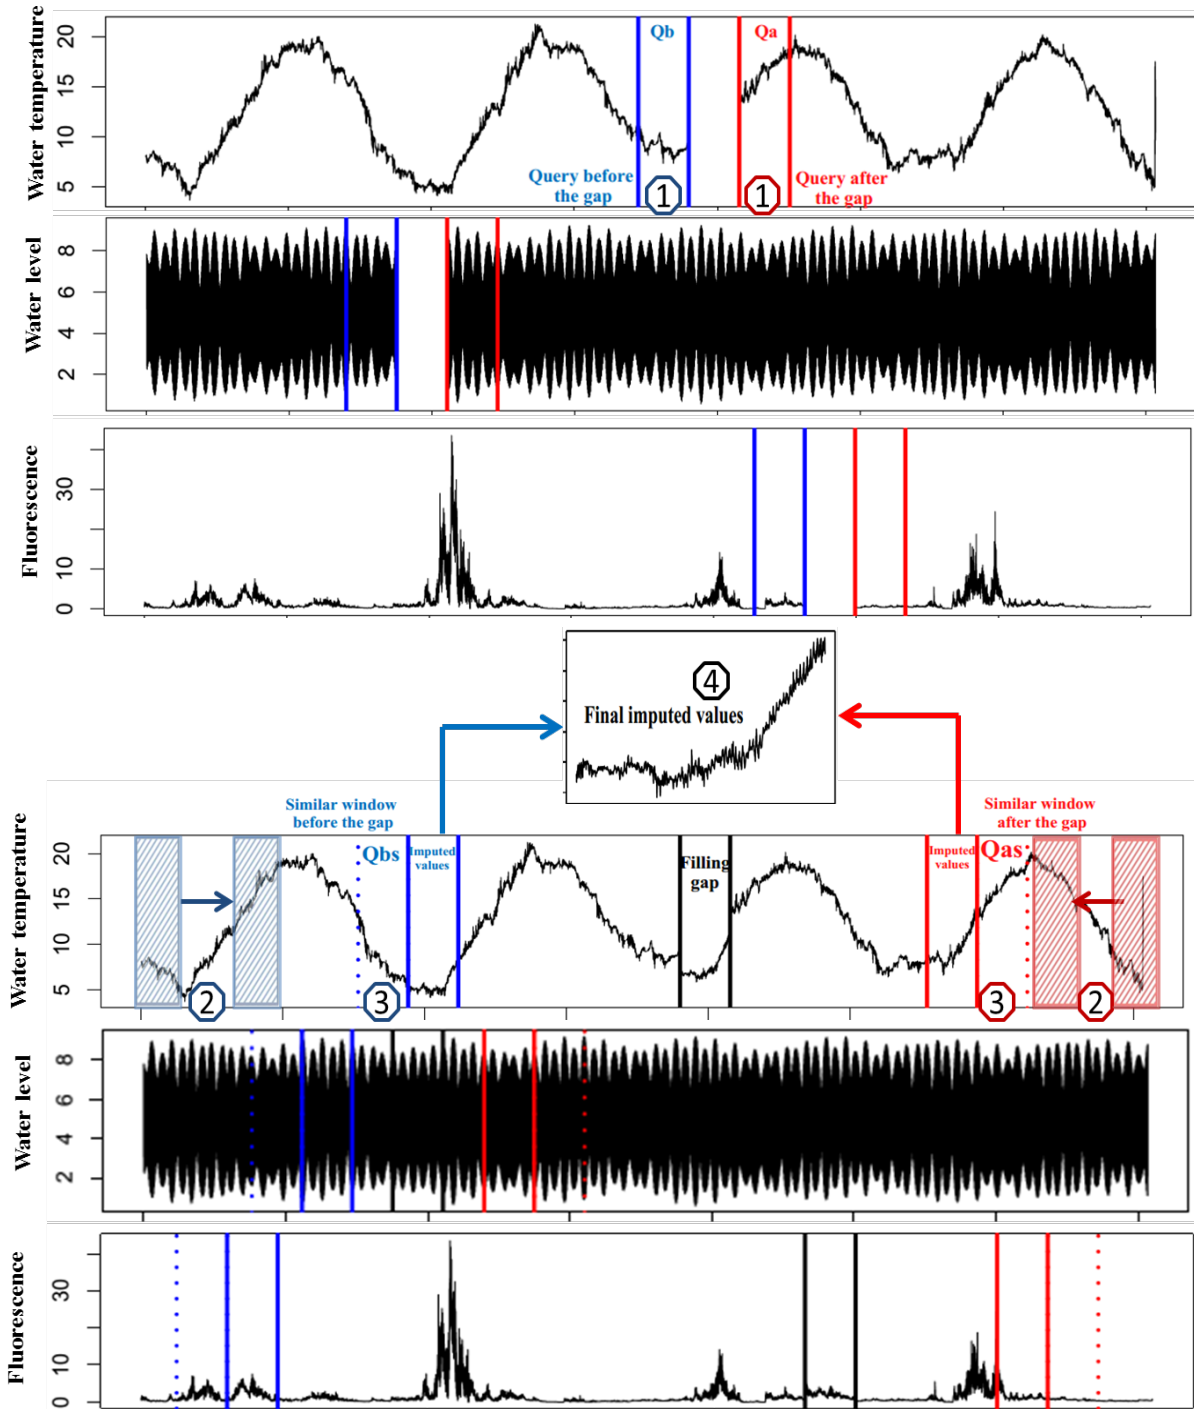 Water temperature
20
15
10
5
Qb
Qa
Query before
the gap
1
1
Query after
the gap
Water level
8
6
4
2
Fluorescence
30
10
0
4
Final imputed values
Similar window
before the gap
Similar window
after the gap
Water temperature
20
15
10
5
Qbs
Imputed
values
Filling
gap
Imputed
values
Qas
2
3
3
2
Water level
8
6
4
2
Fluorescence
30
10
0